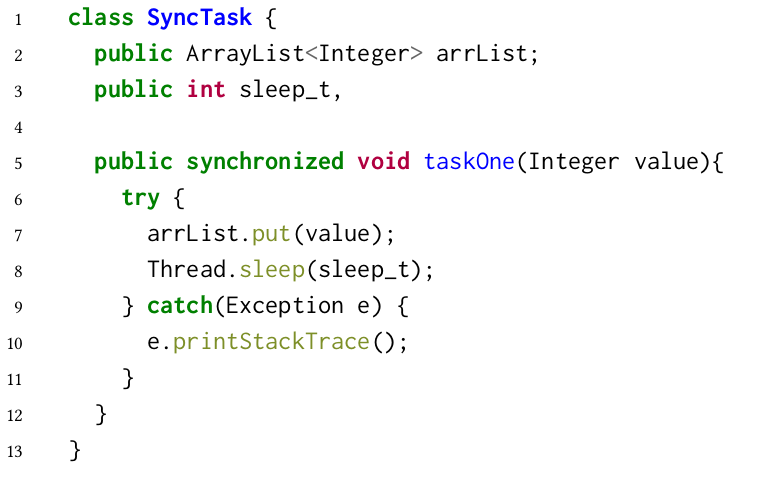 1 class SyncTask {
2 public ArrayList<Integer> arrList;
3 public int sleep_t,
4
5 public synchronized void taskOne(Integer value){
6 try {
7 arrList.put(value);
8 Thread.sleep(sleep_t);
9 } catch(Exception e) {
10 e.printStackTrace();
11 }
12 }
13 }